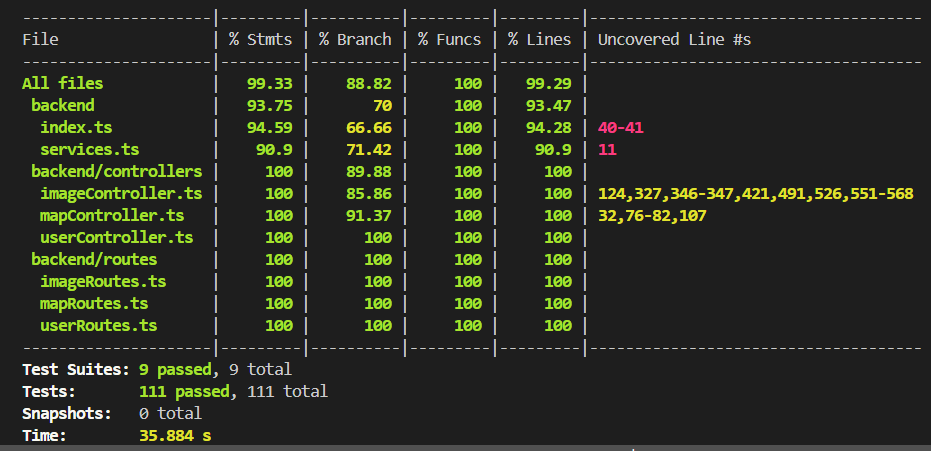 --------------------|---------|----------|---------|---------|-------------------------------------
File                | % Stmts | % Branch | % Funcs | % Lines | Uncovered Line #s
--------------------|---------|----------|---------|---------|-------------------------------------
All files           |   99.33 |    88.82 |     100 |   99.29 |
 backend            |   93.75 |       70 |     100 |   93.47 |
  index.ts          |   94.59 |    66.66 |     100 |   94.28 | 40-41
  services.ts       |    90.9 |    71.42 |     100 |    90.9 | 11
 backend/controllers |     100 |    89.88 |     100 |     100 |
  imageController.ts |     100 |    85.86 |     100 |     100 | 124,327,346-347,421,491,526,551-568
  mapController.ts  |     100 |    91.37 |     100 |     100 | 32,76-82,107
  userController.ts |     100 |      100 |     100 |     100 |
 backend/routes     |     100 |      100 |     100 |     100 |
  imageRoutes.ts    |     100 |      100 |     100 |     100 |
  mapRoutes.ts      |     100 |      100 |     100 |     100 |
  userRoutes.ts     |     100 |      100 |     100 |     100 |
--------------------|---------|----------|---------|---------|-------------------------------------
Test Suites: 9 passed, 9 total
Tests:       111 passed, 111 total
Snapshots:   0 total
Time:        35.884 s